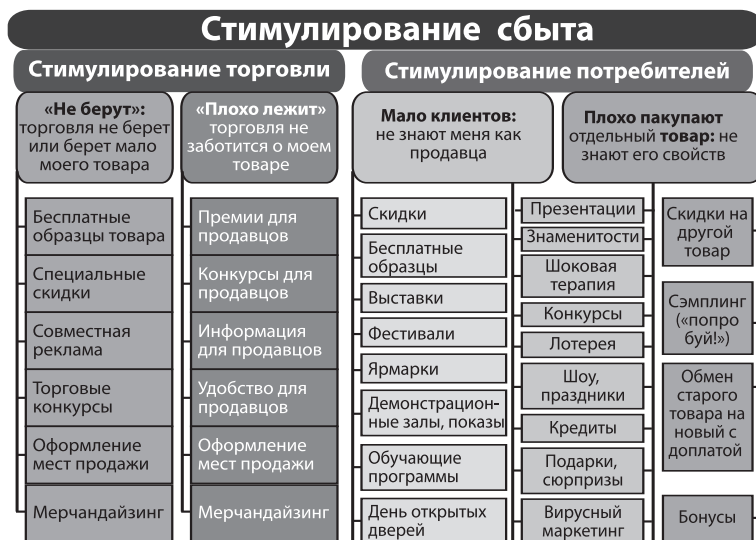 Стимулирование сбыта
Стимулирование торговли
Стимулирование потребителей
«Не берут»:
торговля не берет
или берет мало
моего товара
«Плохо лежит»
торговля не
заботится о моем
товаре
Мало клиентов:
не знают меня как
продавца
Плохо пакупают
отдельный товар: не
знают его свойств
Бесплатные
образцы товара
Специальные
скидки
Совместная
реклама
Торговые
конкурсы
Оформление
мест продажи
Мерчандайзинг
Премии для
продавцов
Конкурсы для
продавцов
Информация
для продавцов
Удобство для
продавцов
Оформление
мест продажи
Мерчандайзинг
Скидки
Бесплатные
образцы
Выставки
Фестивали
Ярмарки
Демонстрацион-
ные залы, показы
Обучающие
программы
День открытых
дверей
Презентации
Знаменитости
Шоковая
терапия
Конкурсы
Лотерея
Шоу,
праздники
Кредиты
Подарки,
сюрпризы
Вирусный
маркетинг
Скидки на
другой
товар
Сэмплинг
(«попро
буй!»)
Обмен
старого
товара на
новый с
доплатой
Бонусы